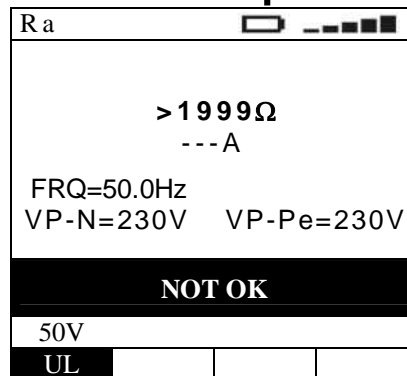 Ra
>1999Ω
---A
FRQ=50.0Hz
VP-N=230V VP-Pe=230V
NOT OK
50V
UL